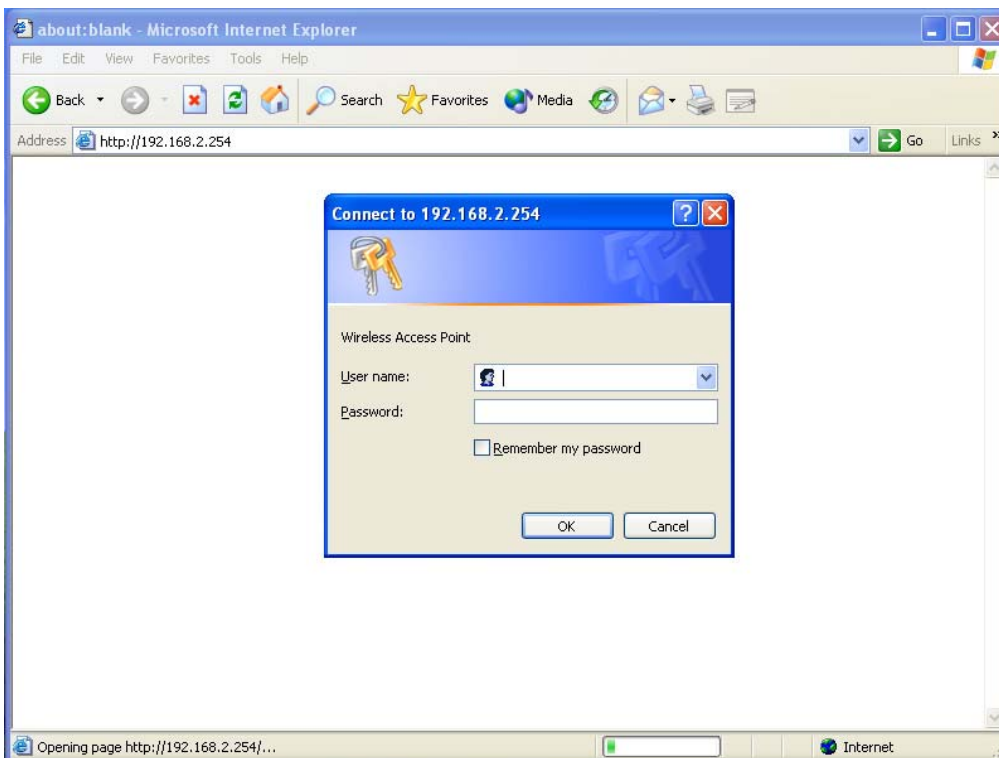 about:blank - Microsoft Internet Explorer
File Edit View Favorites Tools Help
Back Search Favorites Media
Address http://192.168.2.254 Go Links »
Connect to 192.168.2.254
Wireless Access Point
User name:
Password:
Remember my password
OK Cancel
Opening page http://192.168.2.254/... Internet